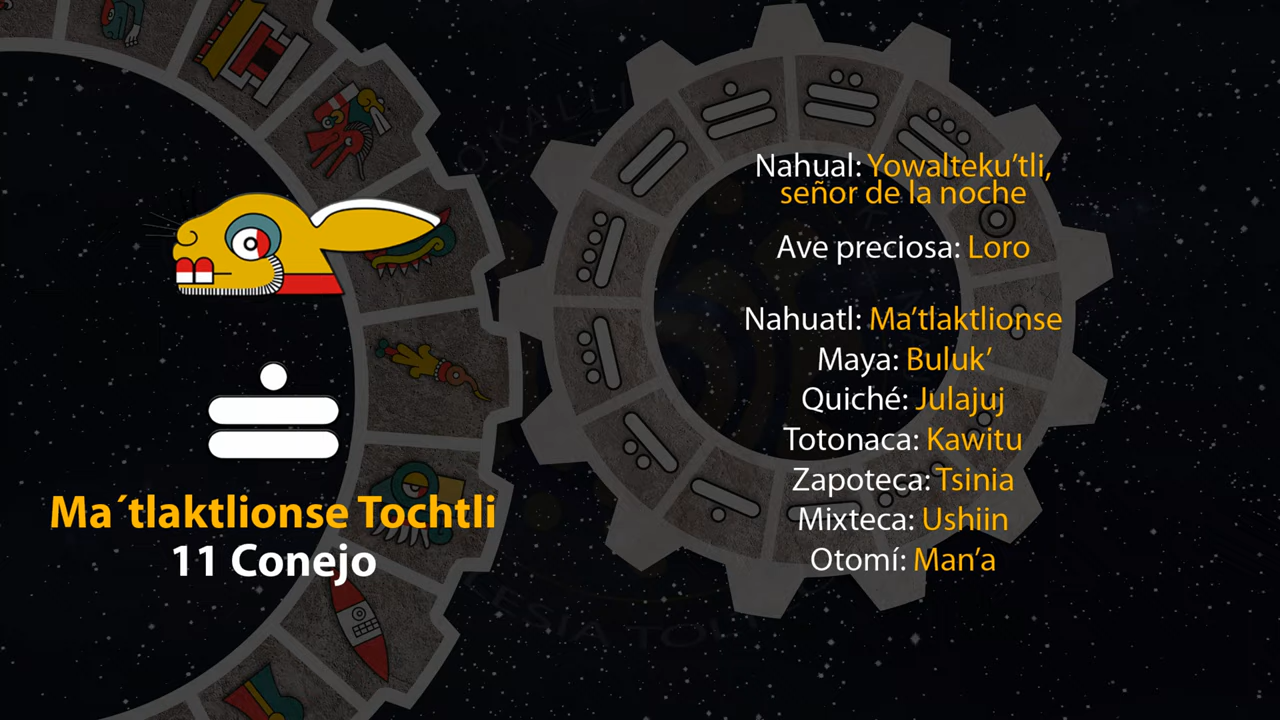 Ma´tlaktlionse Tochtli
11 Conejo
Nahual: Yowalteku’tli,
señor de la noche
Ave preciosa: Loro
Nahuatl: Ma’tlaktlionse
Maya: Buluk’
Quiché: Julajuj
Totonaca: Kawitu
Zapoteca: Tsinia
Mixteca: Ushiin
Otomí: Man’a